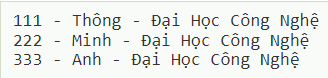 111 - Thông - Đại Học Công Nghệ
222 - Minh - Đại Học Công Nghệ
333 - Anh - Đại Học Công Nghệ